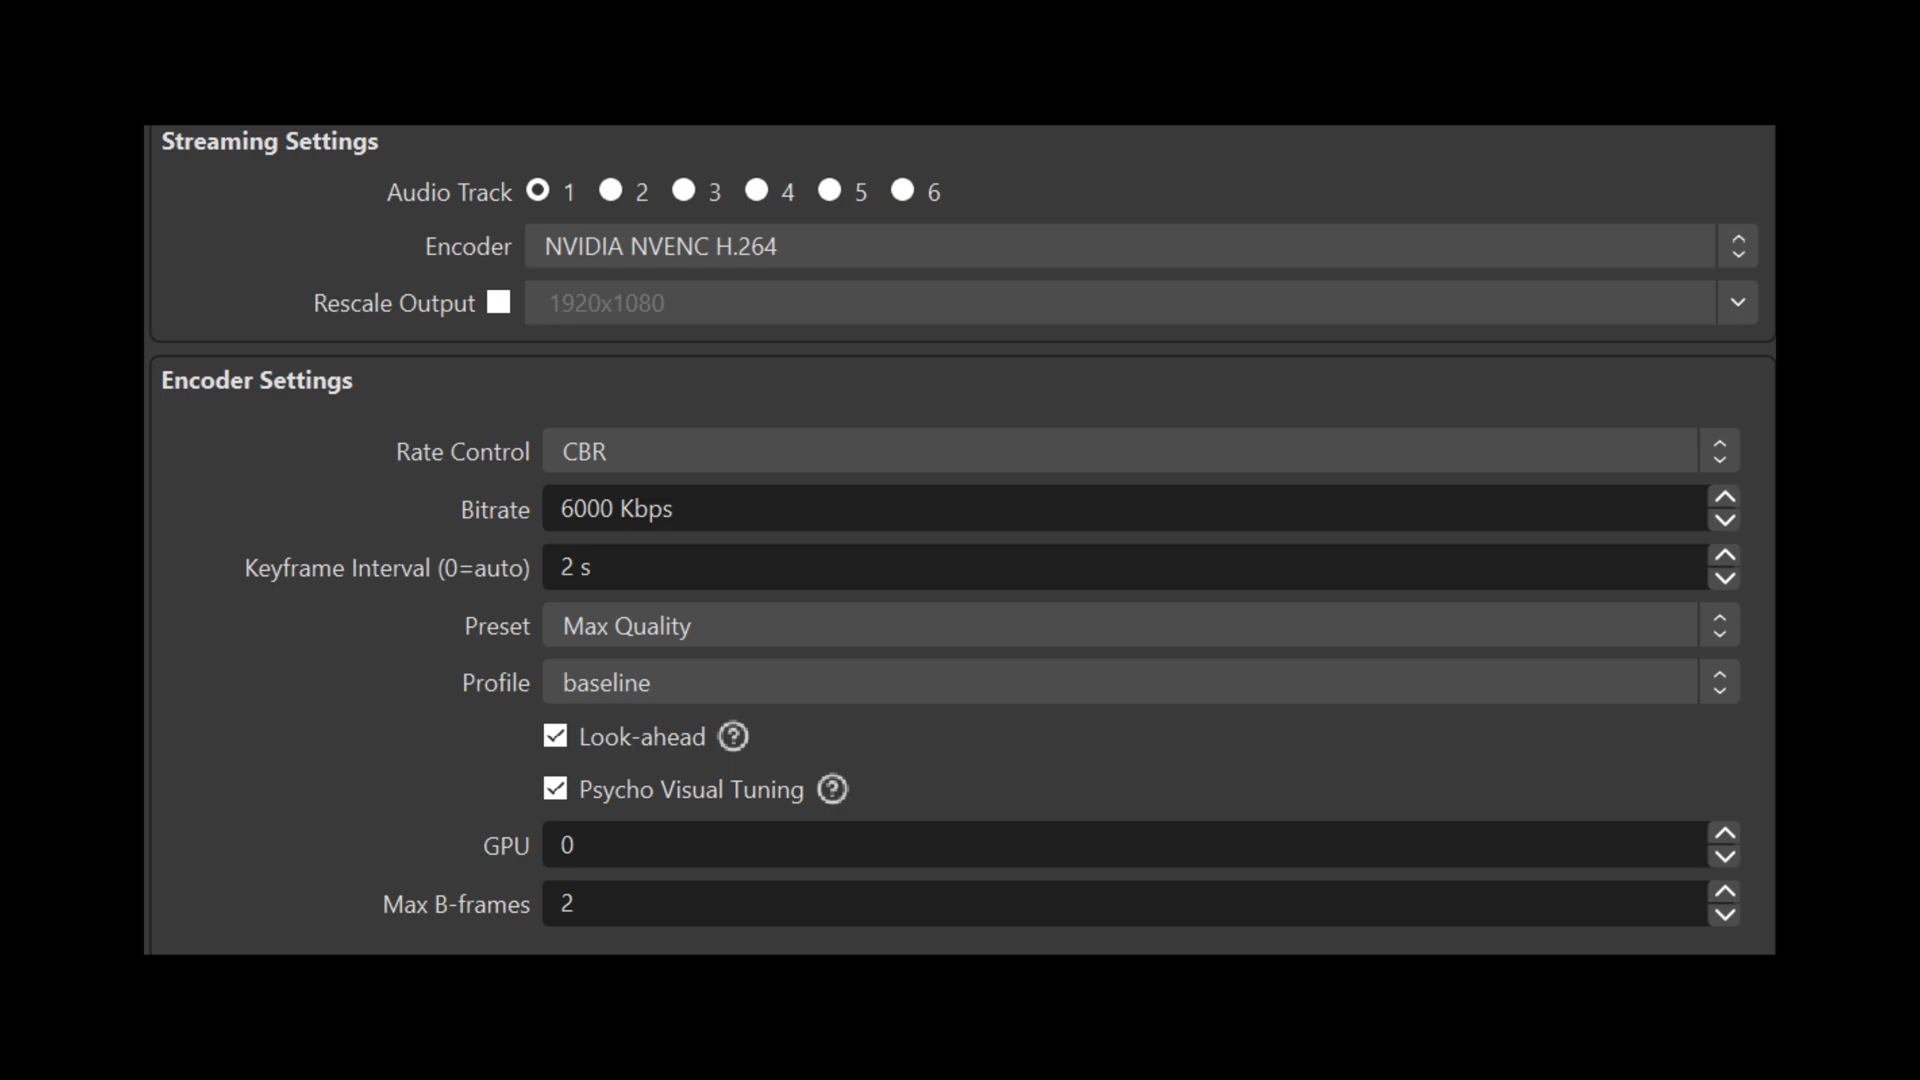 Streaming Settings
Audio Track 1 2 3 4 5 6
Encoder NVIDIA NVENC H.264
Rescale Output 1920x1080
Encoder Settings
Rate Control CBR
Bitrate 6000 Kbps
Keyframe Interval (0=auto) 2 s
Preset Max Quality
Profile baseline
Look-ahead ?
Psycho Visual Tuning ?
GPU 0
Max B-frames 2